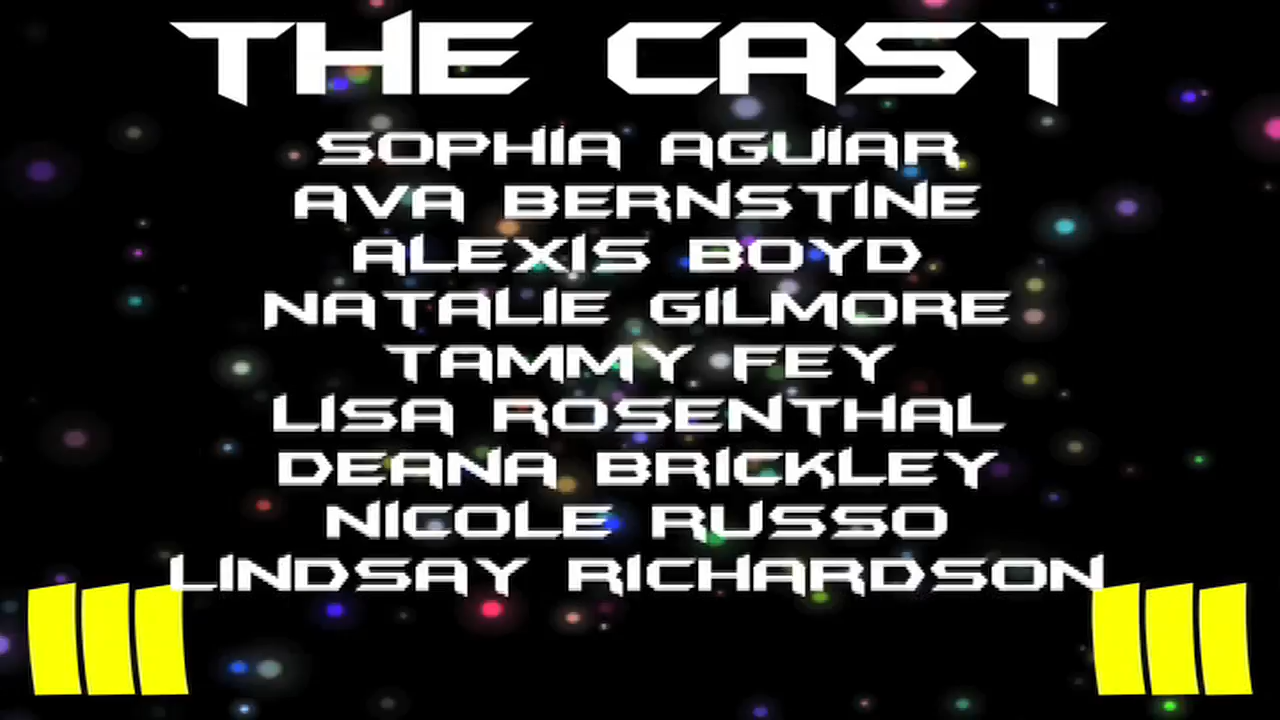 THE CAST
SOPHIA AGUIAR
AVA BERNSTINE
ALEXIS BOYD
NATALIE GILMORE
TAMMY FEY
LISA ROSENTHAL
DEANA BRICKLEY
NICOLE RUSSO
LINDSAY RICHARDSON